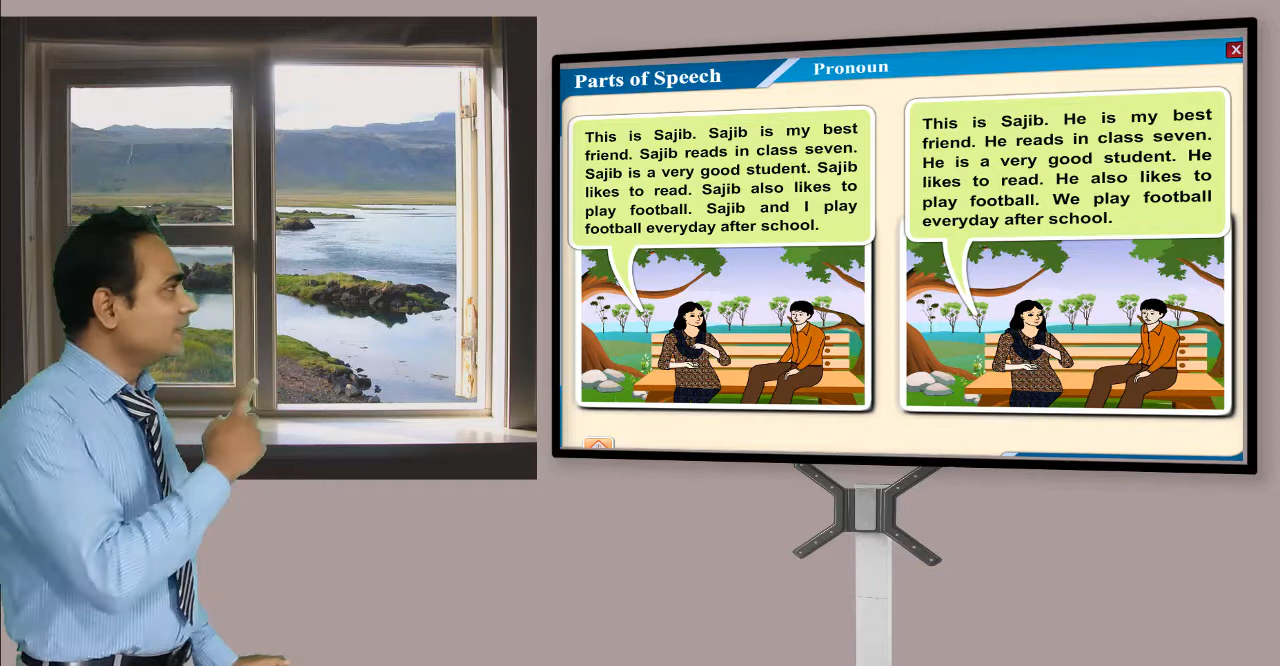 Parts of Speech
Pronoun
X
This is Sajib. Sajib is my best
friend. Sajib reads in class seven.
Sajib is a very good student. Sajib
likes to read. Sajib also likes to
play football. Sajib and I play
football everyday after school.
This is Sajib. He is my best
friend. He reads in class seven.
He is a very good student. He
likes to read. He also likes to
play football. We play football
everyday after school.